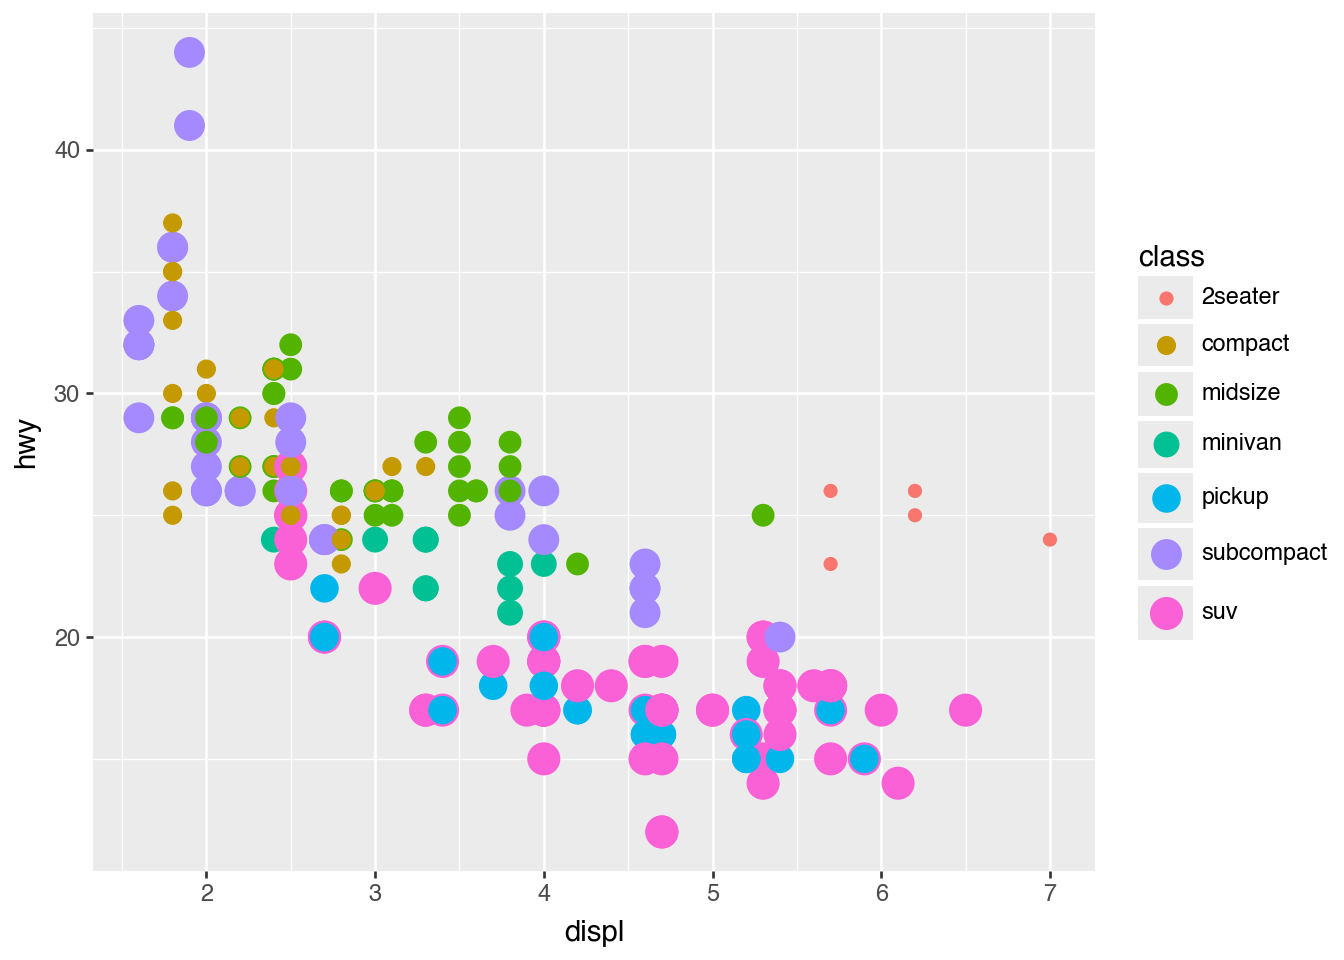 hwy
40
30
20
2 3 4 5 6 7
displ
class
2seater
compact
midsize
minivan
pickup
subcompact
suv